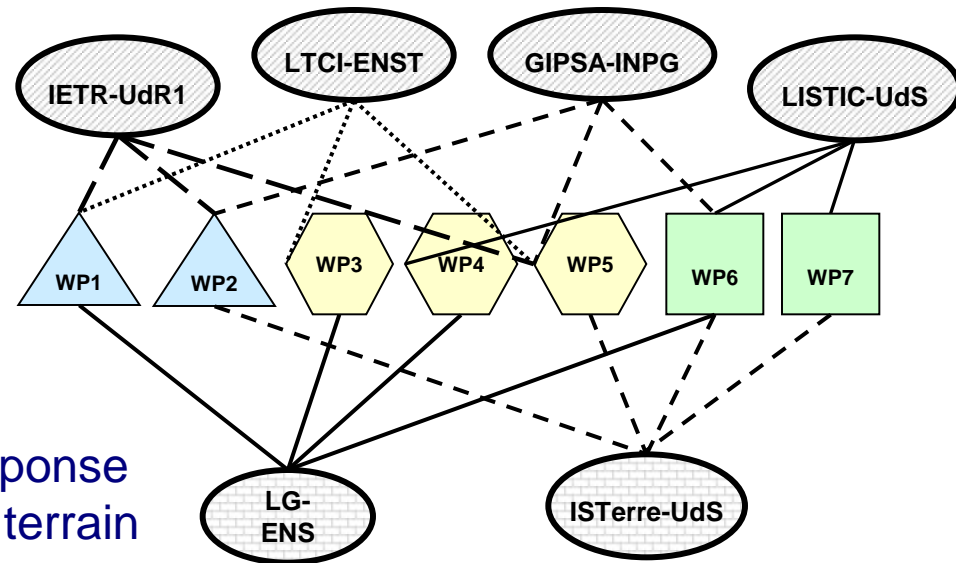 IETR-UdR1
LTCI-ENST
GIPSA-INPG
LISTIC-UdS
WP1
WP2
WP3
WP4
WP5
WP6
WP7
ponse
terrain
LG-
ENS
ISTerre-UdS